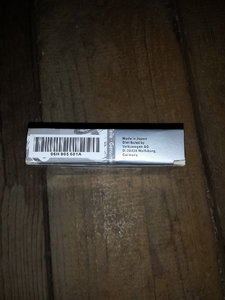 06H 905 601A
Made in Japan
Distributed by
Volkswagen AG
D-38436 Wolfsburg
Germany